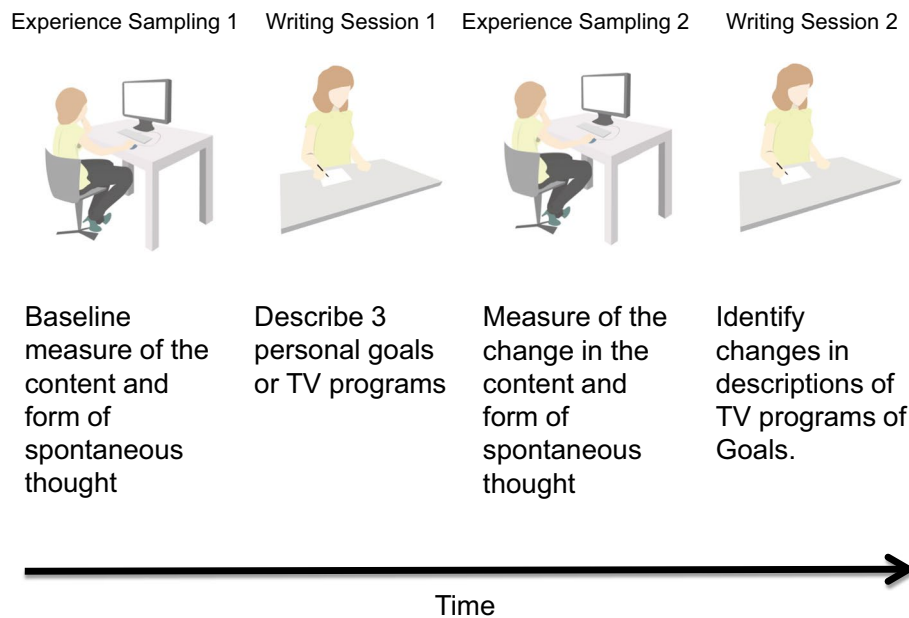 Experience Sampling 1
Writing Session 1
Experience Sampling 2
Writing Session 2
Baseline
measure of the
content and
form of
spontaneous
thought
Describe 3
personal goals
or TV programs
Measure of the
change in the
content and
form of
spontaneous
thought
Identify
changes in
descriptions of
TV programs of
Goals.
Time